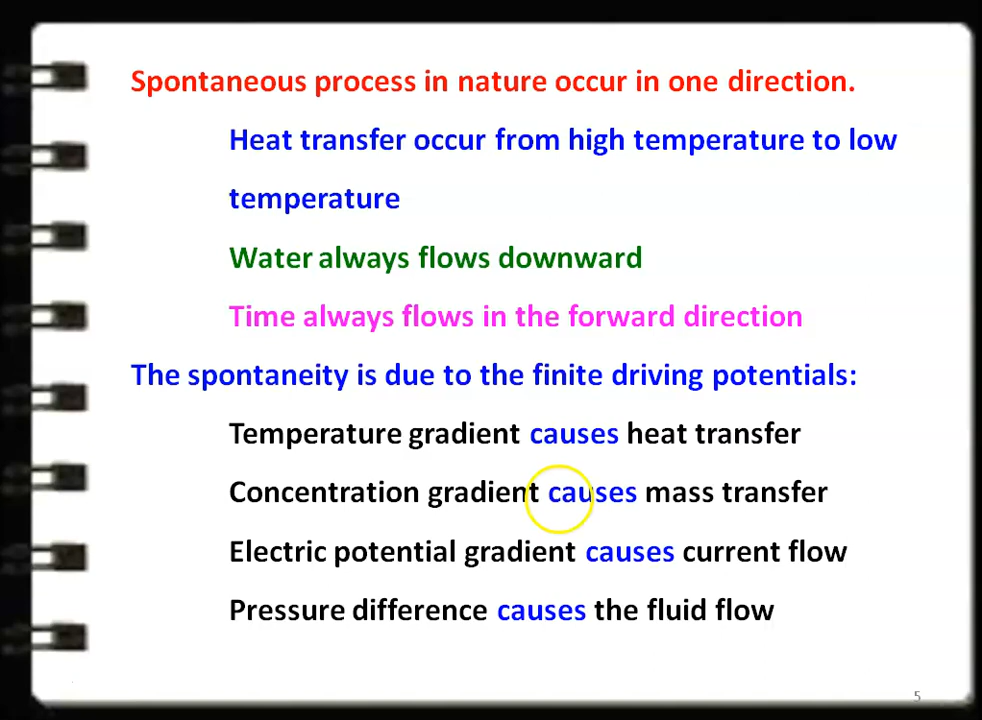 Spontaneous process in nature occur in one direction.
Heat transfer occur from high temperature to low
temperature
Water always flows downward
Time always flows in the forward direction
The spontaneity is due to the finite driving potentials:
Temperature gradient causes heat transfer
Concentration gradient causes mass transfer
Electric potential gradient causes current flow
Pressure difference causes the fluid flow
5